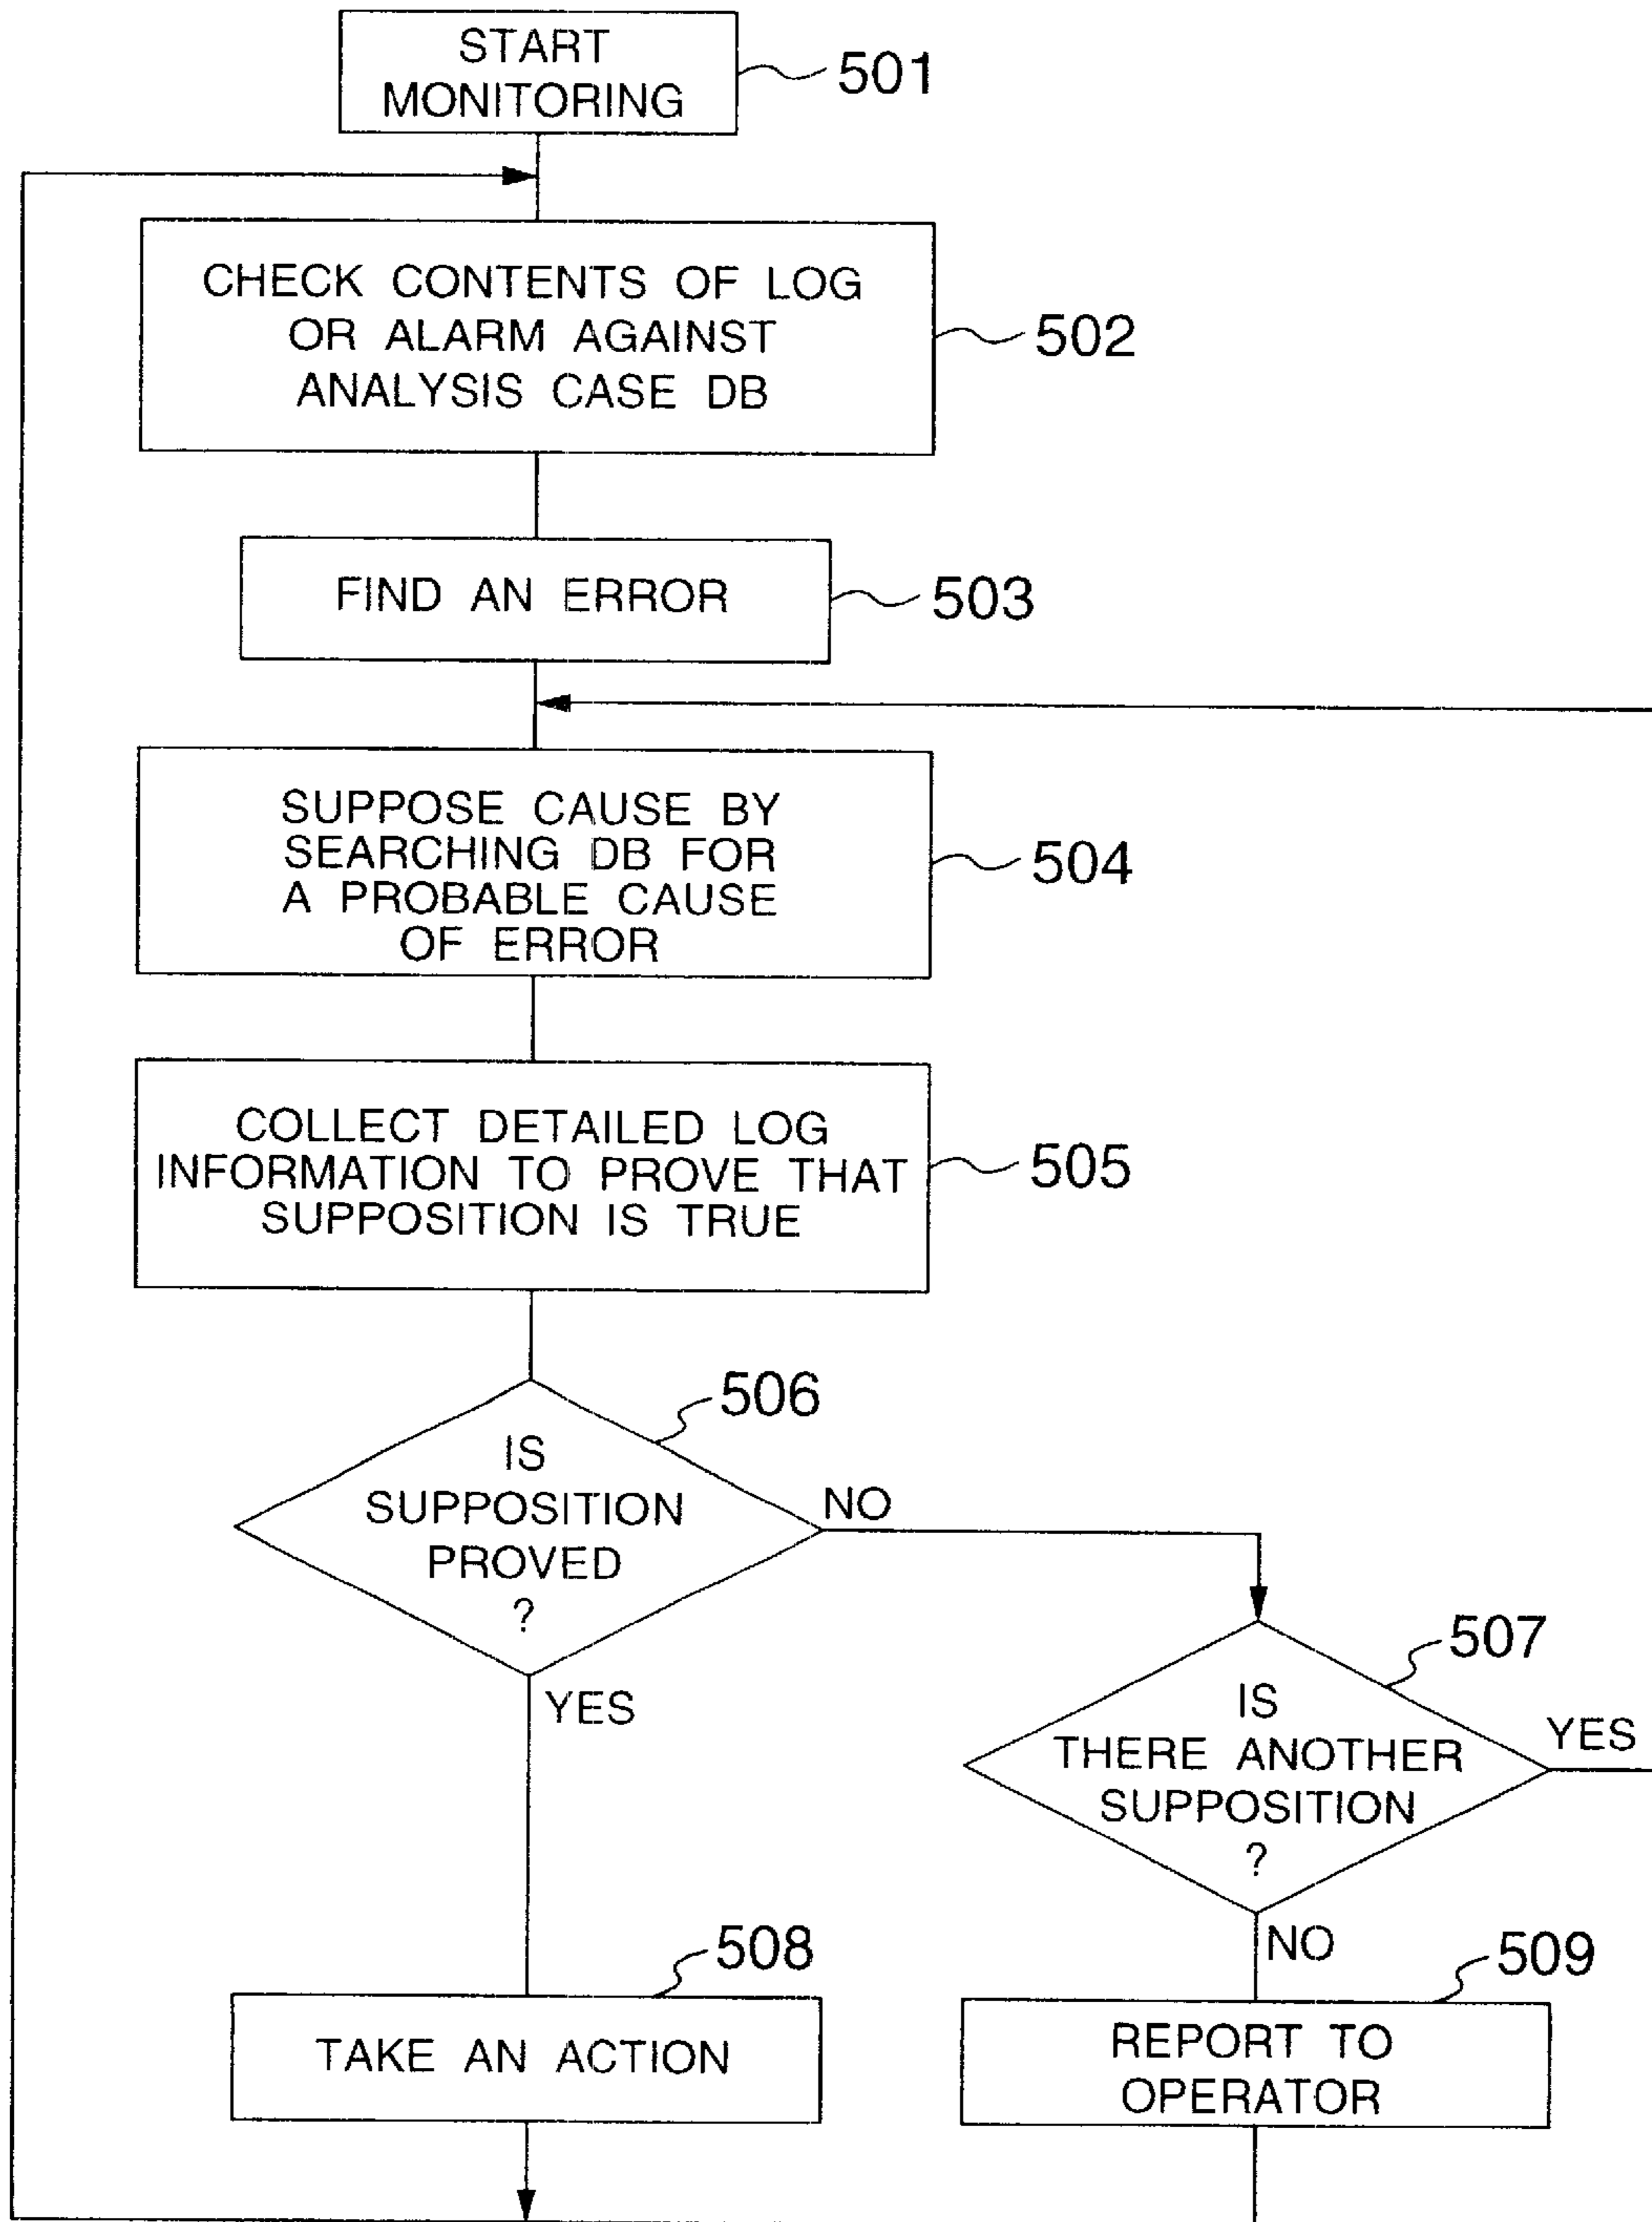 START
MONITORING
501
CHECK CONTENTS OF LOG
OR ALARM AGAINST
ANALYSIS CASE DB
502
FIND AN ERROR
503
SUPPOSE CAUSE BY
SEARCHING DB FOR
A PROBABLE CAUSE
OF ERROR
504
COLLECT DETAILED LOG
INFORMATION TO PROVE THAT
SUPPOSITION IS TRUE
505
506
IS
SUPPOSITION
PROVED
?
NO
YES
507
IS
THERE ANOTHER
SUPPOSITION
?
YES
NO
508
TAKE AN ACTION
509
REPORT TO
OPERATOR